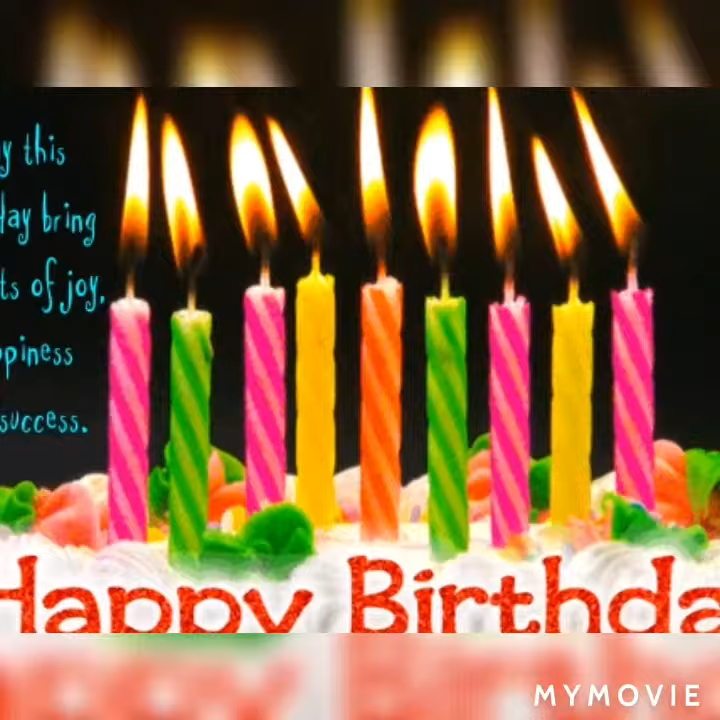 y this
day bring
ts of joy,
ppiness
success.
Happy Birthda
MYMOVIE